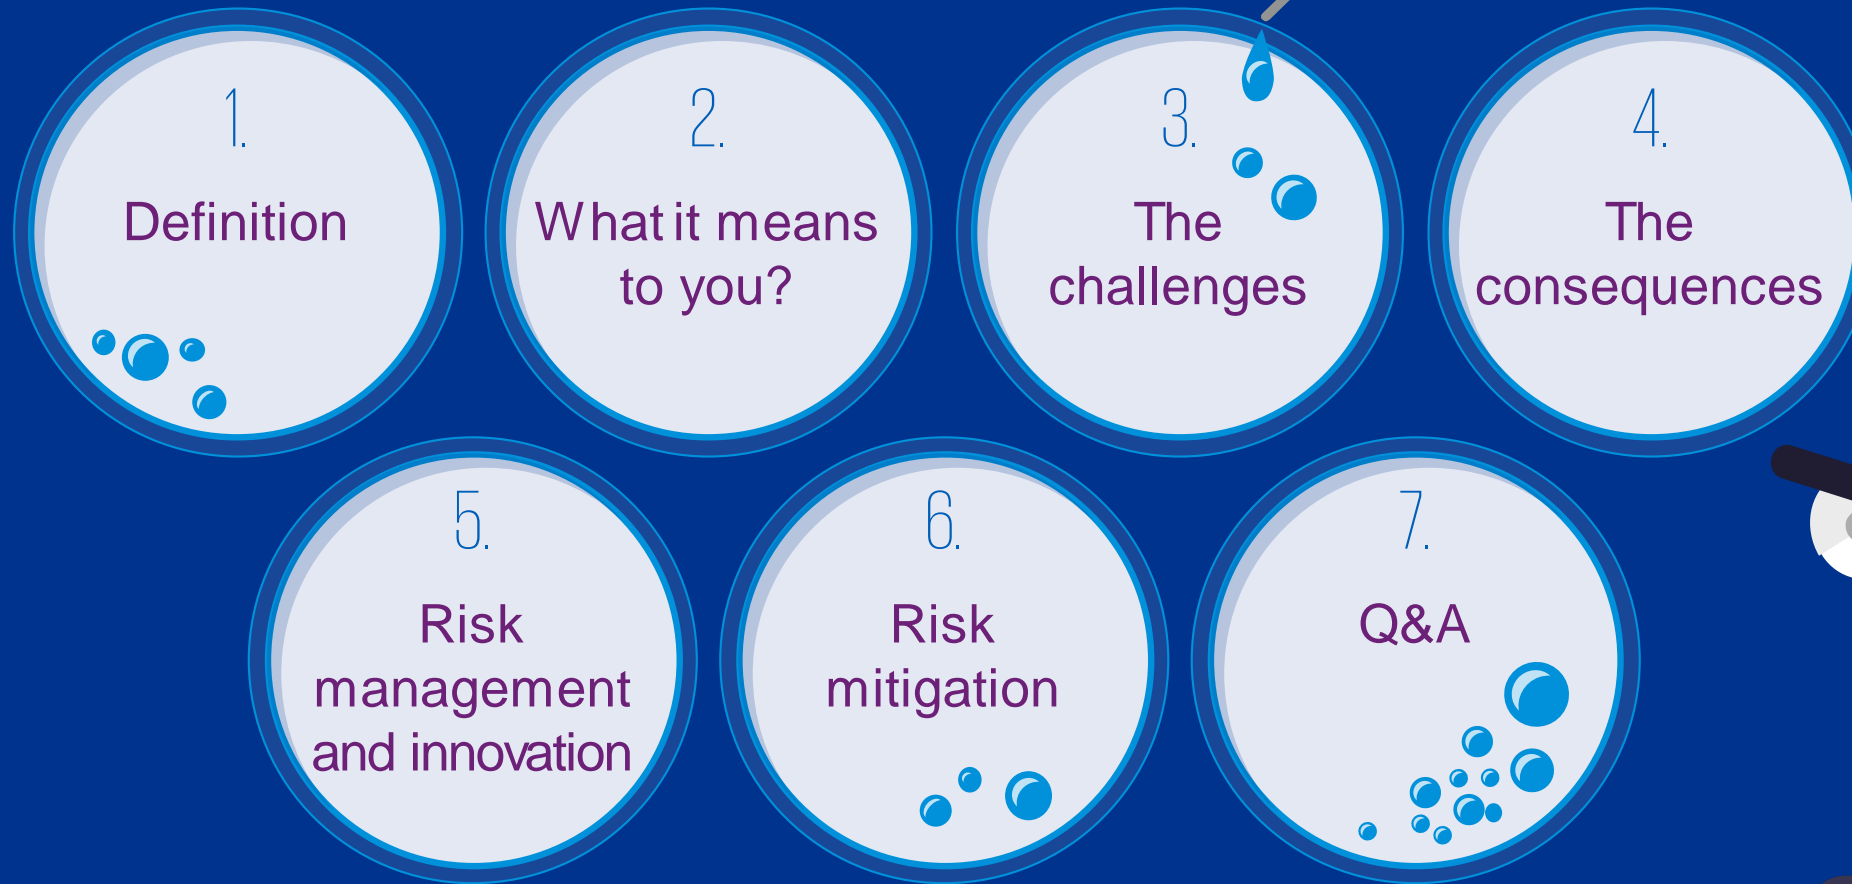 1.
Definition
2.
What it means
to you?
3.
The
challenges
4.
The
consequences
5.
Risk
management
and innovation
6.
Risk
mitigation
7.
Q&A